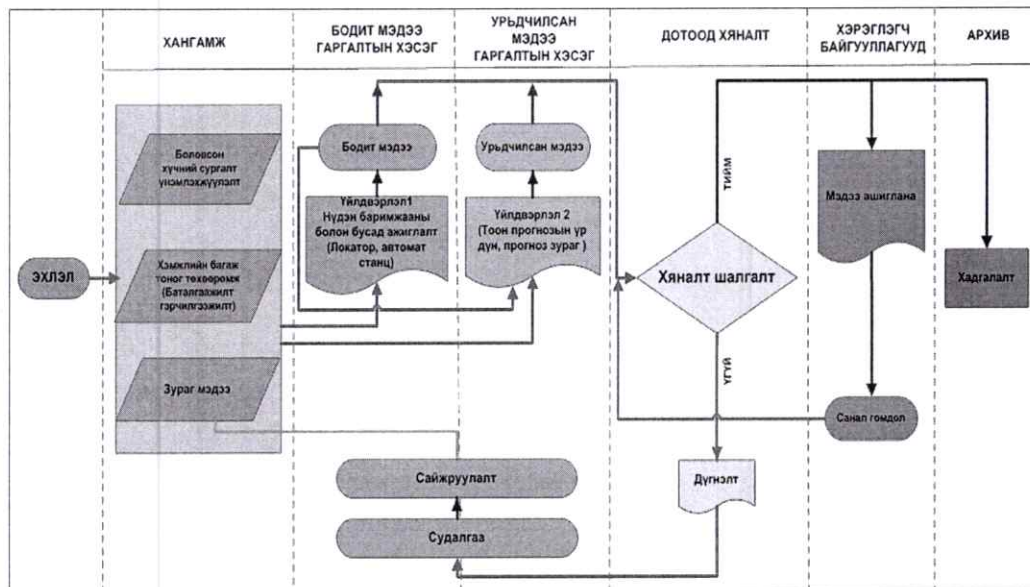 ХАНГАМЖ
БОДИТ МЭДЭЭ
ГАРГАЛТЫН ХЭСЭГ
УРЬДЧИЛСАН
МЭДЭЭ
ГАРГАЛТЫН ХЭСЭГ
ДОТООД ХЯНАЛТ
ХЭРЭГЛЭГЧ
БАЙГУУЛЛАГУУД
АРХИВ
ЭХЛЭЛ
Боловсон
хүчний сургалт
үнэмлэхжүүлэлт
Хэмжлийн багаж
тоног төхөөрөмж
(Баталгаажилт
гэрчилгээжилт)
Зураг мэдээ
Бодит мэдээ
Үйлдвэрлэл1
Нүдэн баримжааны
болон бусад ажиглалт
(Локатор, автомат
станц)
Урьдчилсан мэдээ
Үйлдвэрлэл 2
(Тоон прогнозын үр
дүн, прогноз зураг )
ТИЙМ
Хяналт шалгалт
ҮГҮЙ
Дүгнэлт
Мэдээ ашиглана
Санал гомдол
Хадгалалт
Сайжруулалт
Судалгаа